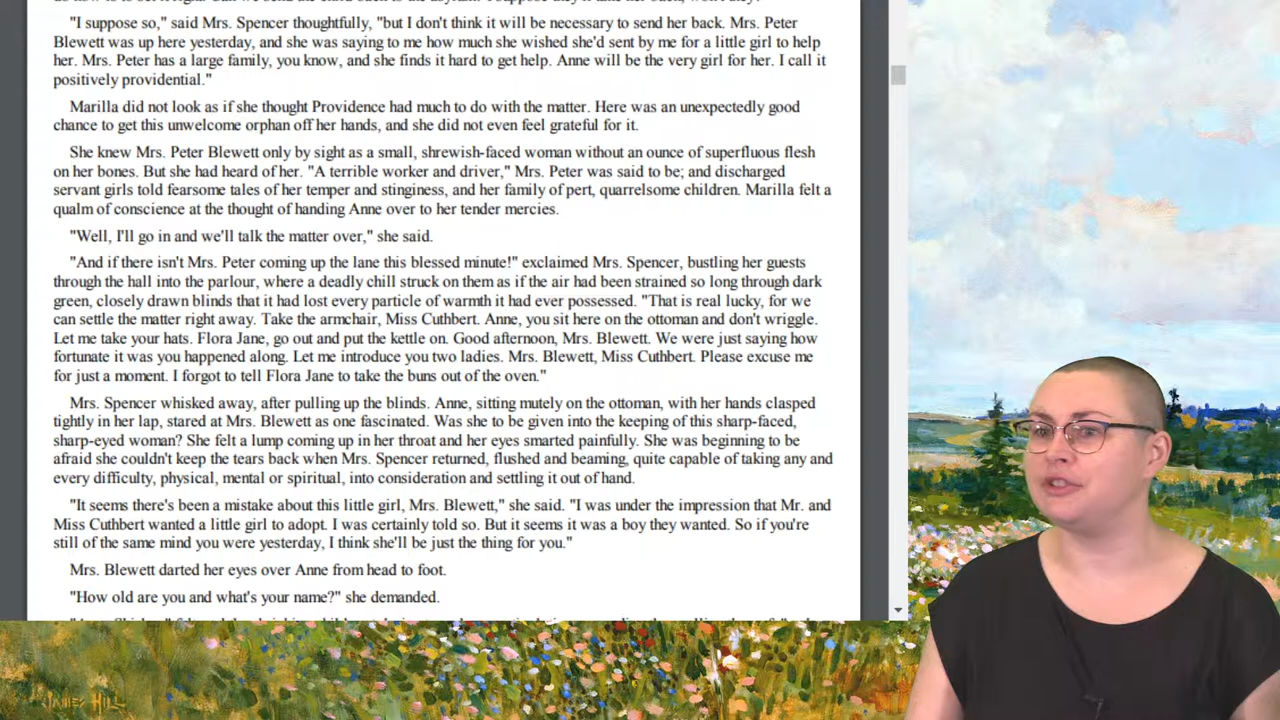 "I suppose so," said Mrs. Spencer thoughtfully, "but I don't think it will be necessary to send her back. Mrs. Peter
Blewett was up here yesterday, and she was saying to me how much she wished she'd sent by me for a little girl to help
her. Mrs. Peter has a large family, you know, and she finds it hard to get help. Anne will be the very girl for her. I call it
positively providential."
Marilla did not look as if she thought Providence had much to do with the matter. Here was an unexpectedly good
chance to get this unwelcome orphan off her hands, and she did not even feel grateful for it.
She knew Mrs. Peter Blewett only by sight as a small, shrewish-faced woman without an ounce of superfluous flesh
on her bones. But she had heard of her. "A terrible worker and driver," Mrs. Peter was said to be; and discharged
servant girls told fearsome tales of her temper and stinginess, and her family of pert, quarrelsome children. Marilla felt a
qualm of conscience at the thought of handing Anne over to her tender mercies.
"Well, I'll go in and we'll talk the matter over," she said.
"And if there isn't Mrs. Peter coming up the lane this blessed minute!" exclaimed Mrs. Spencer, bustling her guests
through the hall into the parlour, where a deadly chill struck on them as if the air had been strained so long through dark
green, closely drawn blinds that it had lost every particle of warmth it had ever possessed. "That is real lucky, for we
can settle the matter right away. Take the armchair, Miss Cuthbert. Anne, you sit here on the ottoman and don't wriggle.
Let me take your hats. Flora Jane, go out and put the kettle on. Good afternoon, Mrs. Blewett. We were just saying how
fortunate it was you happened along. Let me introduce you two ladies. Mrs. Blewett, Miss Cuthbert. Please excuse me
for just a moment. I forgot to tell Flora Jane to take the buns out of the oven."
Mrs. Spencer whisked away, after pulling up the blinds. Anne, sitting mutely on the ottoman, with her hands clasped
tightly in her lap, stared at Mrs. Blewett as one fascinated. Was she to be given into the keeping of this sharp-faced,
sharp-eyed woman? She felt a lump coming up in her throat and her eyes smarted painfully. She was beginning to be
afraid she couldn't keep the tears back when Mrs. Spencer returned, flushed and beaming, quite capable of taking any and
every difficulty, physical, mental or spiritual, into consideration and settling it out of hand.
"It seems there's been a mistake about this little girl, Mrs. Blewett," she said. "I was under the impression that Mr. and
Miss Cuthbert wanted a little girl to adopt. I was certainly told so. But it seems it was a boy they wanted. So if you're
still of the same mind you were yesterday, I think she'll be just the thing for you."
Mrs. Blewett darted her eyes over Anne from head to foot.
"How old are you and what's your name?" she demanded.
JAMES HILL